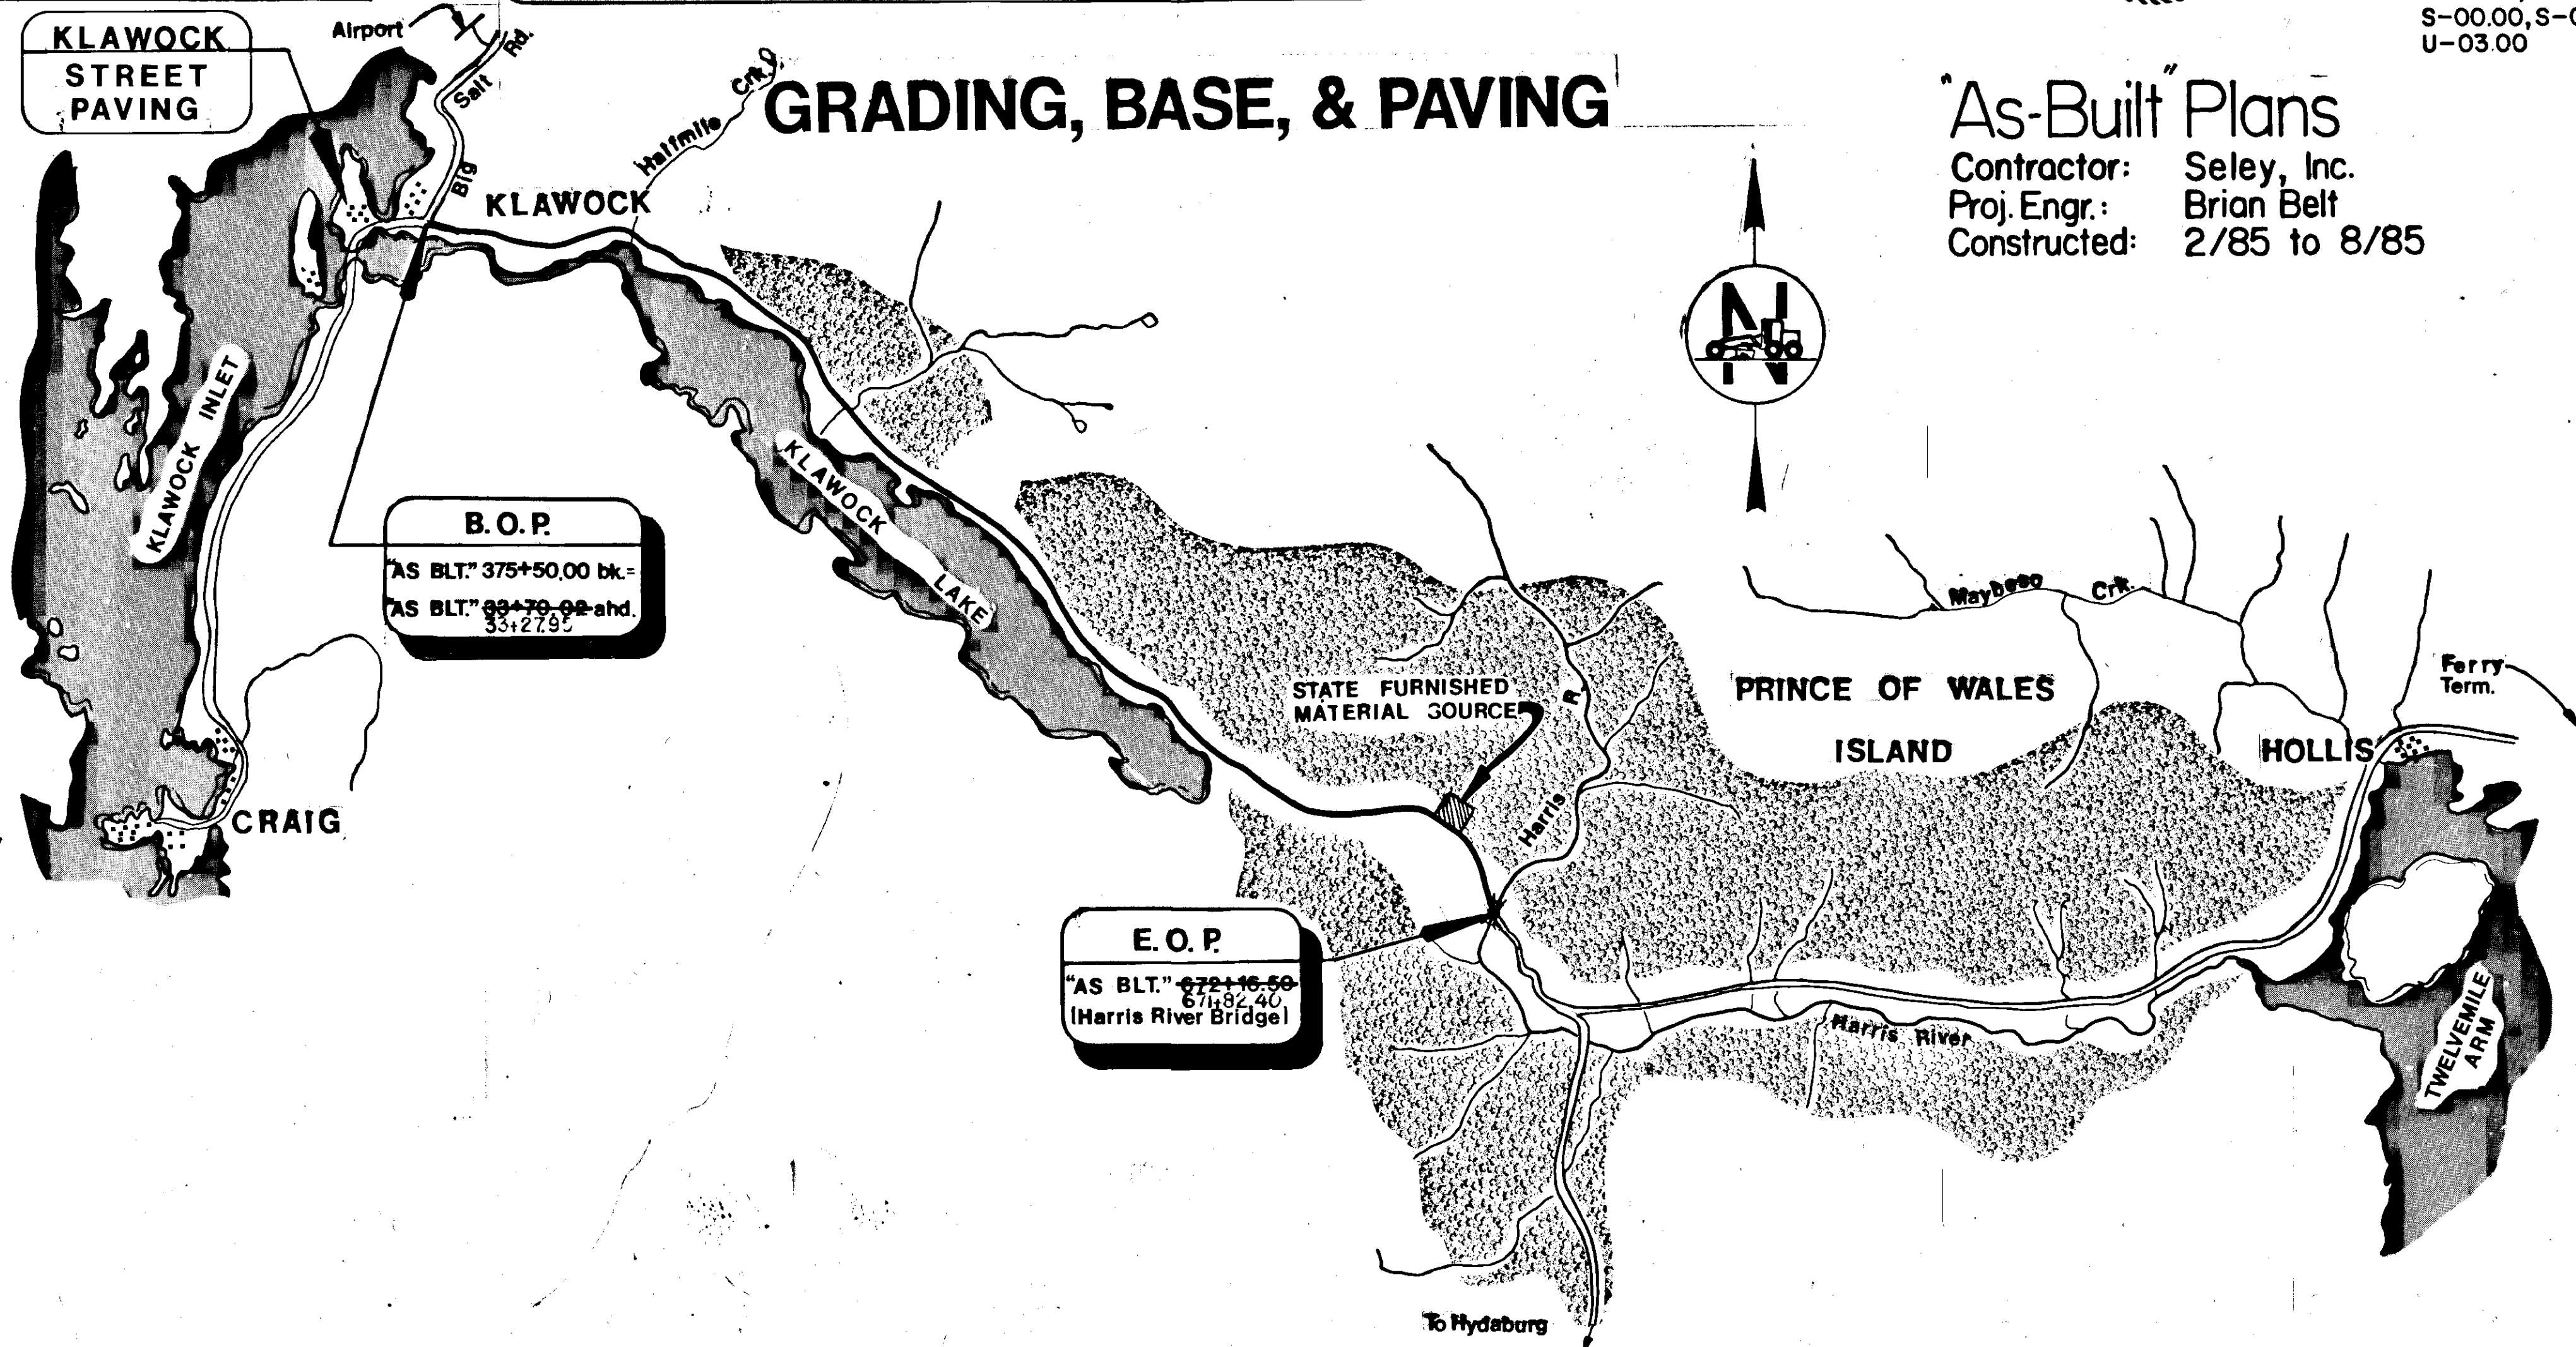 S-00.00, S-0
U-03.00
KLAWOCK
STREET
PAVING
Airport
Big Salt Rd.
Halfmile Crk.
GRADING, BASE, & PAVING
"As-Built" Plans
Contractor: Seley, Inc.
Proj. Engr.: Brian Belt
Constructed: 2/85 to 8/85
KLAWOCK
N
KLAWOCK INLET
KLAWOCK LAKE
B.O.P.
"AS BLT." 375+50.00 bk.=
"AS BLT." 33+70.02 ahd.
33+27.95
Maybeso Crk.
STATE FURNISHED
MATERIAL SOURCE
Harris R.
PRINCE OF WALES
ISLAND
Ferry
Term.
HOLLIS
CRAIG
E.O.P.
"AS BLT." 672+16.50
671+82.40
(Harris River Bridge)
Harris River
TWELVEMILE
ARM
To Hydaburg